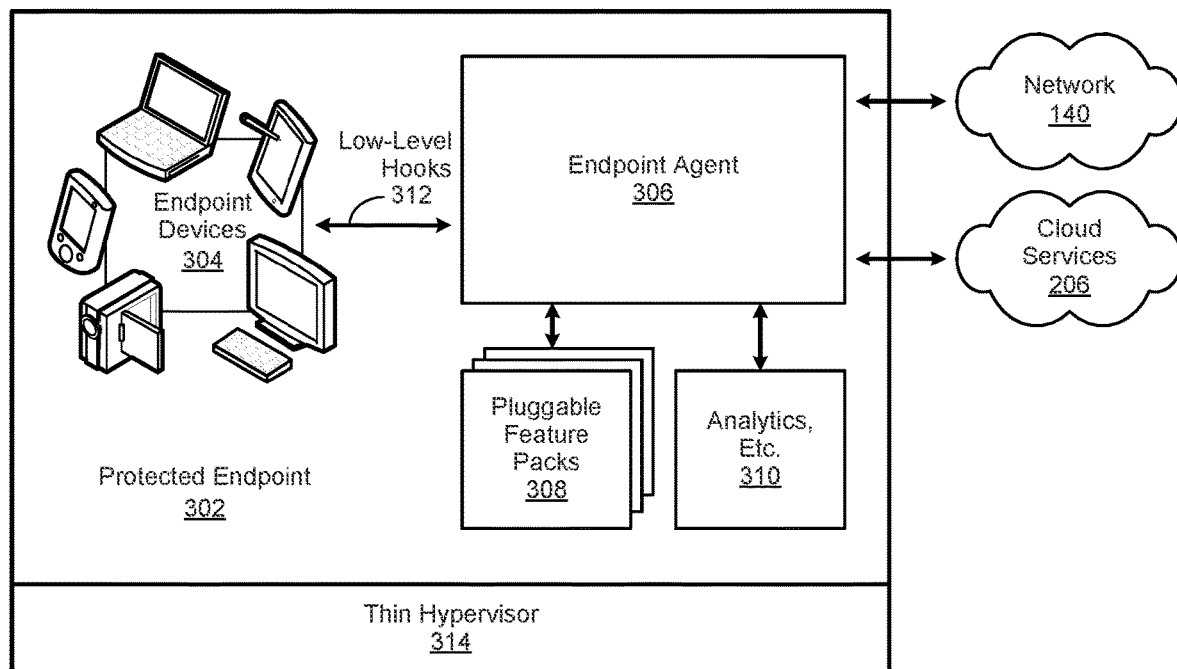 Endpoint
Devices
304
Low-Level
Hooks
312
Endpoint Agent
306
Network
140
Cloud
Services
206
Pluggable
Feature
Packs
308
Analytics,
Etc.
310
Protected Endpoint
302
Thin Hypervisor
314